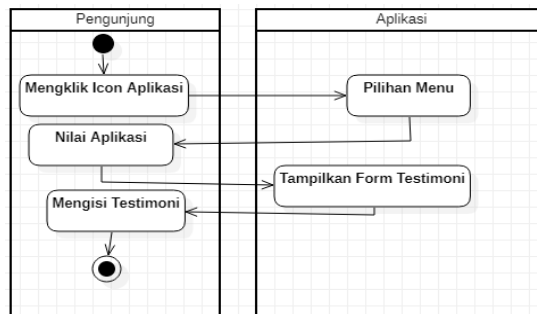 Pengunjung
Aplikasi
Mengklik Icon Aplikasi
Pilihan Menu
Nilai Aplikasi
Tampilkan Form Testimoni
Mengisi Testimoni